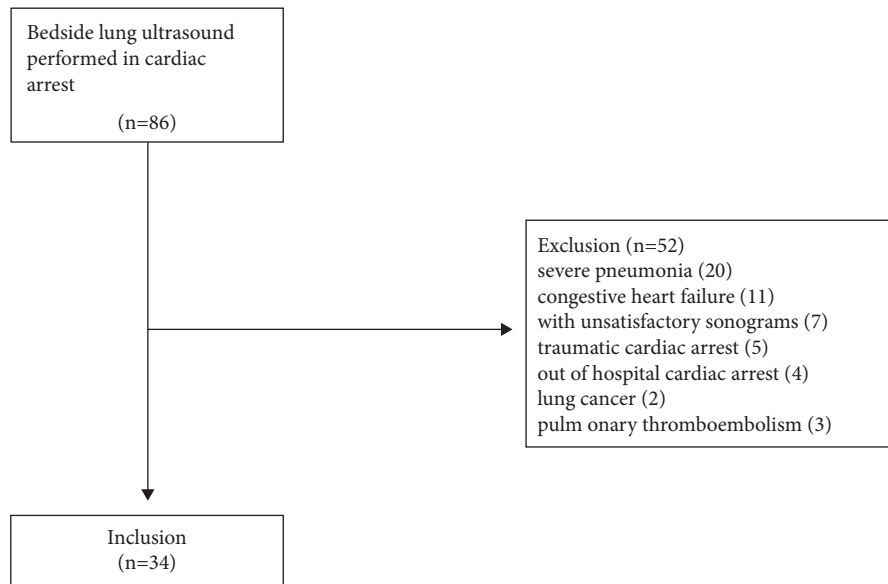 Bedside lung ultrasound
performed in cardiac
arrest
(n=86)
Exclusion (n=52)
severe pneumonia (20)
congestive heart failure (11)
with unsatisfactory sonograms (7)
traumatic cardiac arrest (5)
out of hospital cardiac arrest (4)
lung cancer (2)
pulm onary thromboembolism (3)
Inclusion
(n=34)